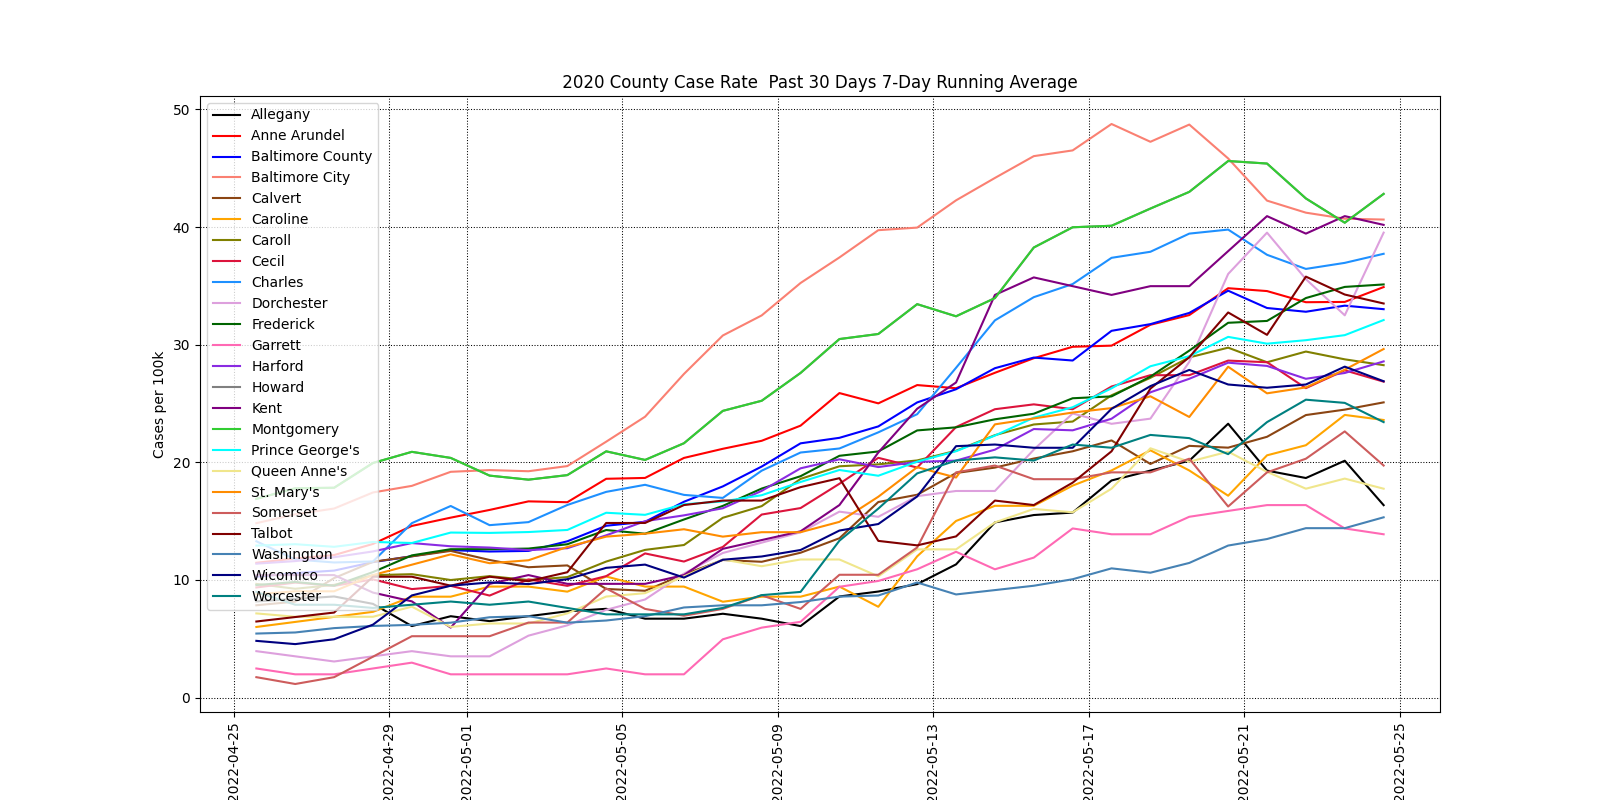 2020 County Case Rate  Past 30 Days 7-Day Running Average
Cases per 100k
50
40
30
20
10
0
Allegany
Anne Arundel
Baltimore County
Baltimore City
Calvert
Caroline
Caroll
Cecil
Charles
Dorchester
Frederick
Garrett
Harford
Howard
Kent
Montgomery
Prince George's
Queen Anne's
St. Mary's
Somerset
Talbot
Washington
Wicomico
Worcester
2022-04-25
2022-04-29
2022-05-01
2022-05-05
2022-05-09
2022-05-13
2022-05-17
2022-05-21
2022-05-25